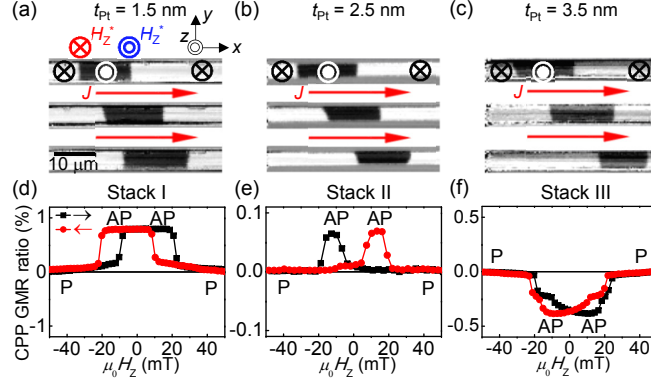 (a) t_Pt = 1.5 nm (b) t_Pt = 2.5 nm (c) t_Pt = 3.5 nm
H_Z* H_Z* y z x
J J J
10 μm
(d) Stack I (e) Stack II (f) Stack III
CPP GMR ratio (%)
1 0 −1
AP → ←
P P
0.1 0.0 -0.1
AP AP
P P
0.5 0.0 -0.5
P P
AP AP
-40 -20 0 20 40 -40 -20 0 20 40 -40 -20 0 20 40
μ₀H_Z (mT) μ₀H_Z (mT) μ₀H_Z (mT)